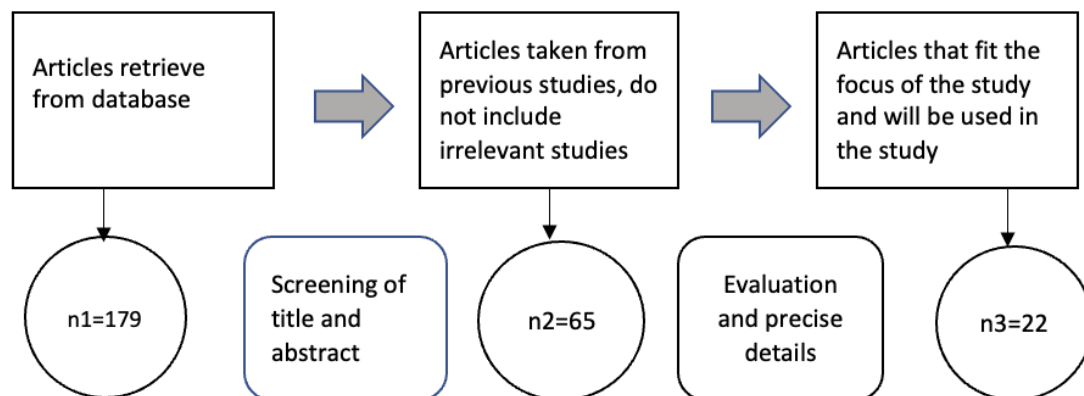 Articles retrieve
from database
Articles taken from
previous studies, do
not include
irrelevant studies
Articles that fit the
focus of the study
and will be used in
the study
n1=179
Screening of
title and
abstract
n2=65
Evaluation
and precise
details
n3=22